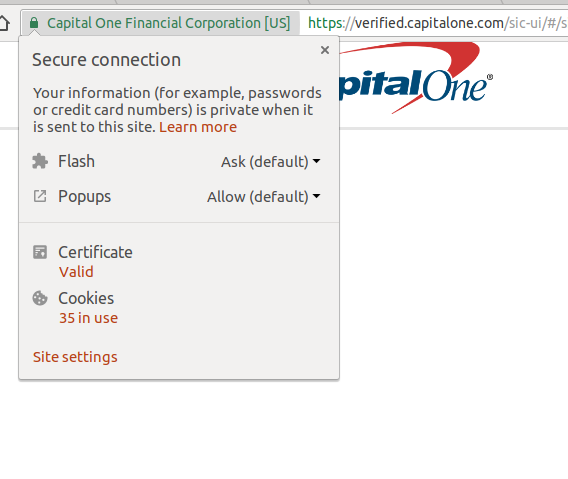 Capital One Financial Corporation [US] https://verified.capitalone.com/sic-ui/#/s
Secure connection
Your information (for example, passwords
or credit card numbers) is private when it
is sent to this site. Learn more
pitalOne®
Flash Ask (default)
Popups Allow (default)
Certificate
Valid
Cookies
35 in use
Site settings